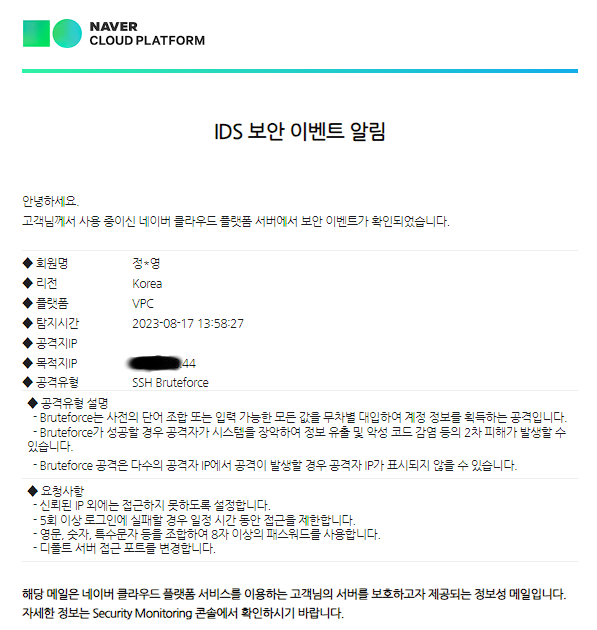 NAVER
CLOUD PLATFORM
IDS 보안 이벤트 알림
안녕하세요.
고객님께서 사용 중이신 네이버 클라우드 플랫폼 서버에서 보안 이벤트가 확인되었습니다.
◆ 회원명 정*영
◆ 리전 Korea
◆ 플랫폼 VPC
◆ 탐지시간 2023-08-17 13:58:27
◆ 공격지IP
◆ 목적지IP 44
◆ 공격유형 SSH Bruteforce
◆ 공격유형 설명
- Bruteforce는 사전의 단어 조합 또는 입력 가능한 모든 값을 무차별 대입하여 계정 정보를 획득하는 공격입니다.
- Bruteforce가 성공할 경우 공격자가 시스템을 장악하여 정보 유출 및 악성 코드 감염 등의 2차 피해가 발생할 수
있습니다.
- Bruteforce 공격은 다수의 공격자 IP에서 공격이 발생할 경우 공격자 IP가 표시되지 않을 수 있습니다.
◆ 요청사항
- 신뢰된 IP 외에는 접근하지 못하도록 설정합니다.
- 5회 이상 로그인에 실패할 경우 일정 시간 동안 접근을 제한합니다.
- 영문, 숫자, 특수문자 등을 조합하여 8자 이상의 패스워드를 사용합니다.
- 디폴트 서버 접근 포트를 변경합니다.
해당 메일은 네이버 클라우드 플랫폼 서비스를 이용하는 고객님의 서버를 보호하고자 제공되는 정보성 메일입니다.
자세한 정보는 Security Monitoring 콘솔에서 확인하시기 바랍니다.